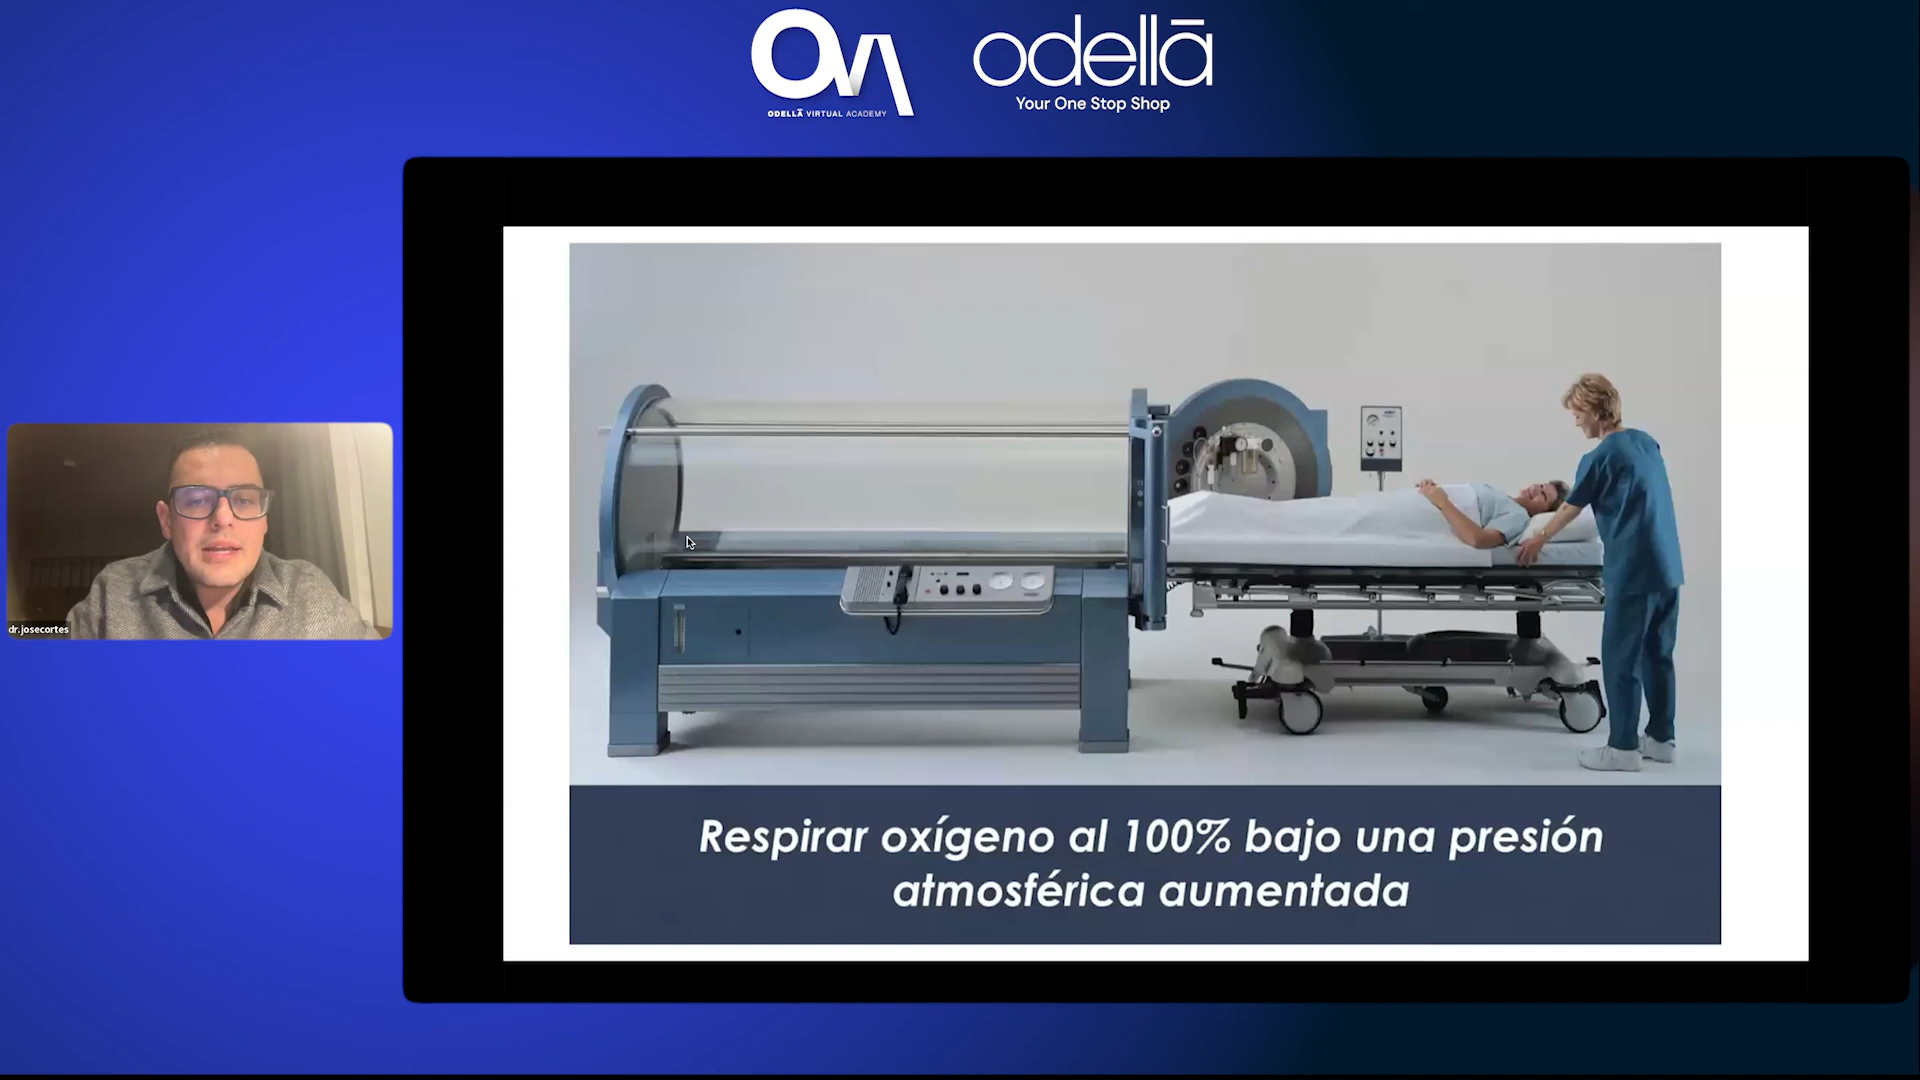 OVA
ODELLĀ VIRTUAL ACADEMY
odellā
Your One Stop Shop
dr.josecortes
Respirar oxígeno al 100% bajo una presión
atmosférica aumentada